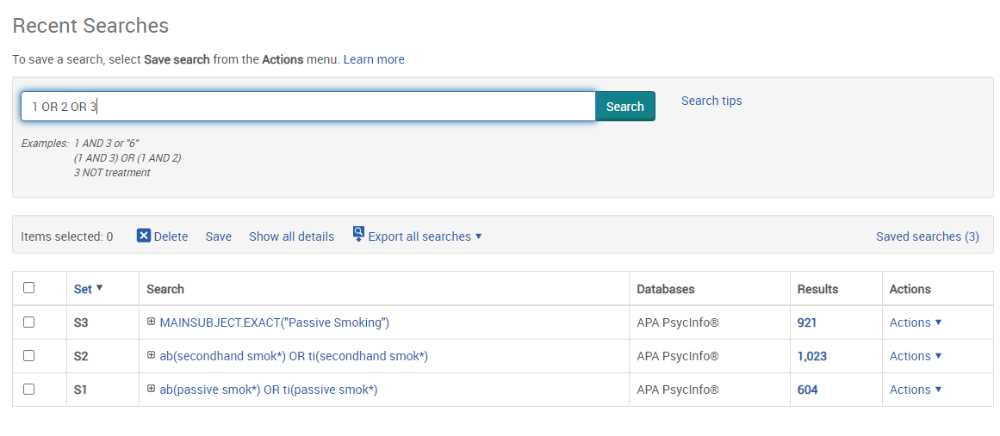 Recent Searches
To save a search, select Save search from the Actions menu. Learn more
1 OR 2 OR 3 Search Search tips
Examples: 1 AND 3 or "6"
(1 AND 3) OR (1 AND 2)
3 NOT treatment
Items selected: 0 Delete Save Show all details Export all searches Saved searches (3)
Set Search Databases Results Actions
S3 MAINSUBJECT.EXACT("Passive Smoking") APA PsycInfo® 921 Actions
S2 ab(secondhand smok*) OR ti(secondhand smok*) APA PsycInfo® 1,023 Actions
S1 ab(passive smok*) OR ti(passive smok*) APA PsycInfo® 604 Actions